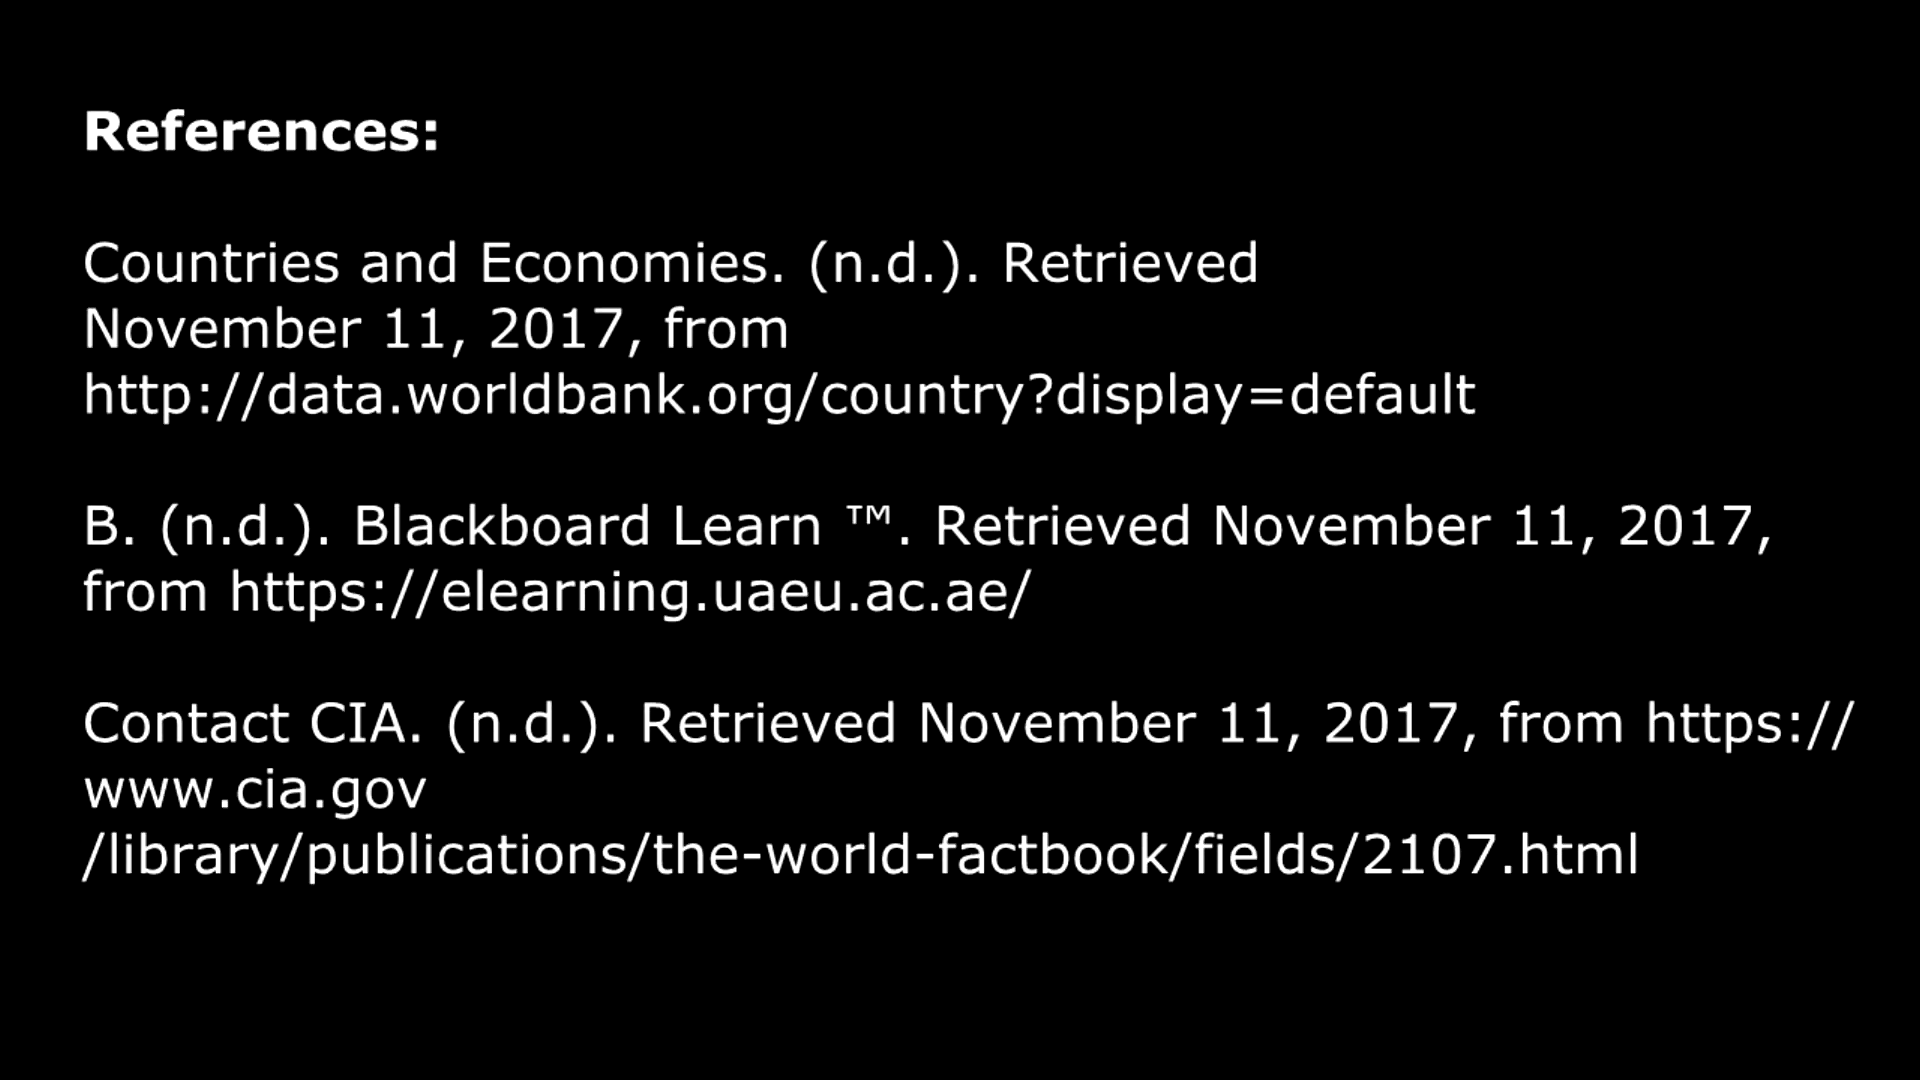 References:
Countries and Economies. (n.d.). Retrieved
November 11, 2017, from
http://data.worldbank.org/country?display=default
B. (n.d.). Blackboard Learn ™. Retrieved November 11, 2017,
from https://elearning.uaeu.ac.ae/
Contact CIA. (n.d.). Retrieved November 11, 2017, from https://
www.cia.gov
/library/publications/the-world-factbook/fields/2107.html